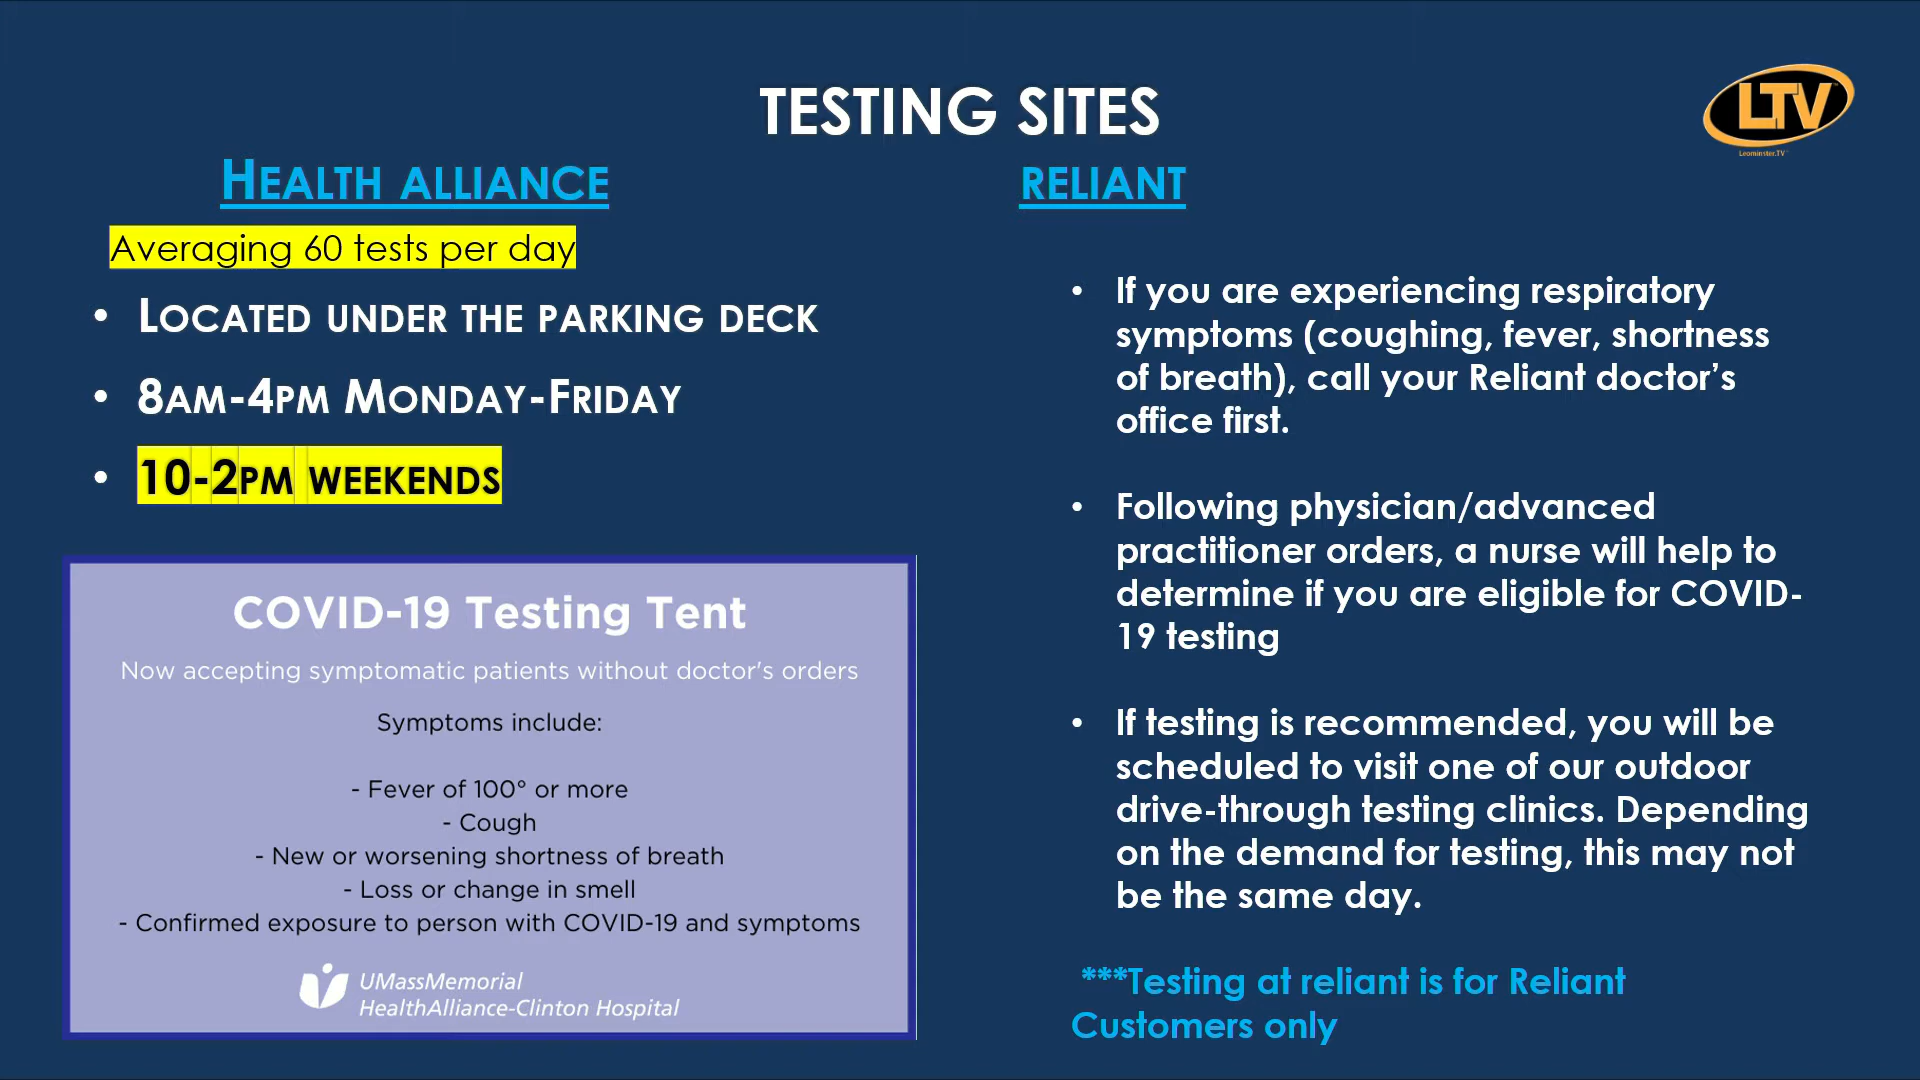 TESTING SITES
LTV
Leominster.TV
HEALTH ALLIANCE
Averaging 60 tests per day
• LOCATED UNDER THE PARKING DECK
• 8AM-4PM MONDAY-FRIDAY
• 10-2PM WEEKENDS
COVID-19 Testing Tent
Now accepting symptomatic patients without doctor's orders
Symptoms include:
- Fever of 100° or more
- Cough
- New or worsening shortness of breath
- Loss or change in smell
- Confirmed exposure to person with COVID-19 and symptoms
UMassMemorial
HealthAlliance-Clinton Hospital
RELIANT
• If you are experiencing respiratory
symptoms (coughing, fever, shortness
of breath), call your Reliant doctor’s
office first.
• Following physician/advanced
practitioner orders, a nurse will help to
determine if you are eligible for COVID-
19 testing
• If testing is recommended, you will be
scheduled to visit one of our outdoor
drive-through testing clinics. Depending
on the demand for testing, this may not
be the same day.
***Testing at reliant is for Reliant
Customers only